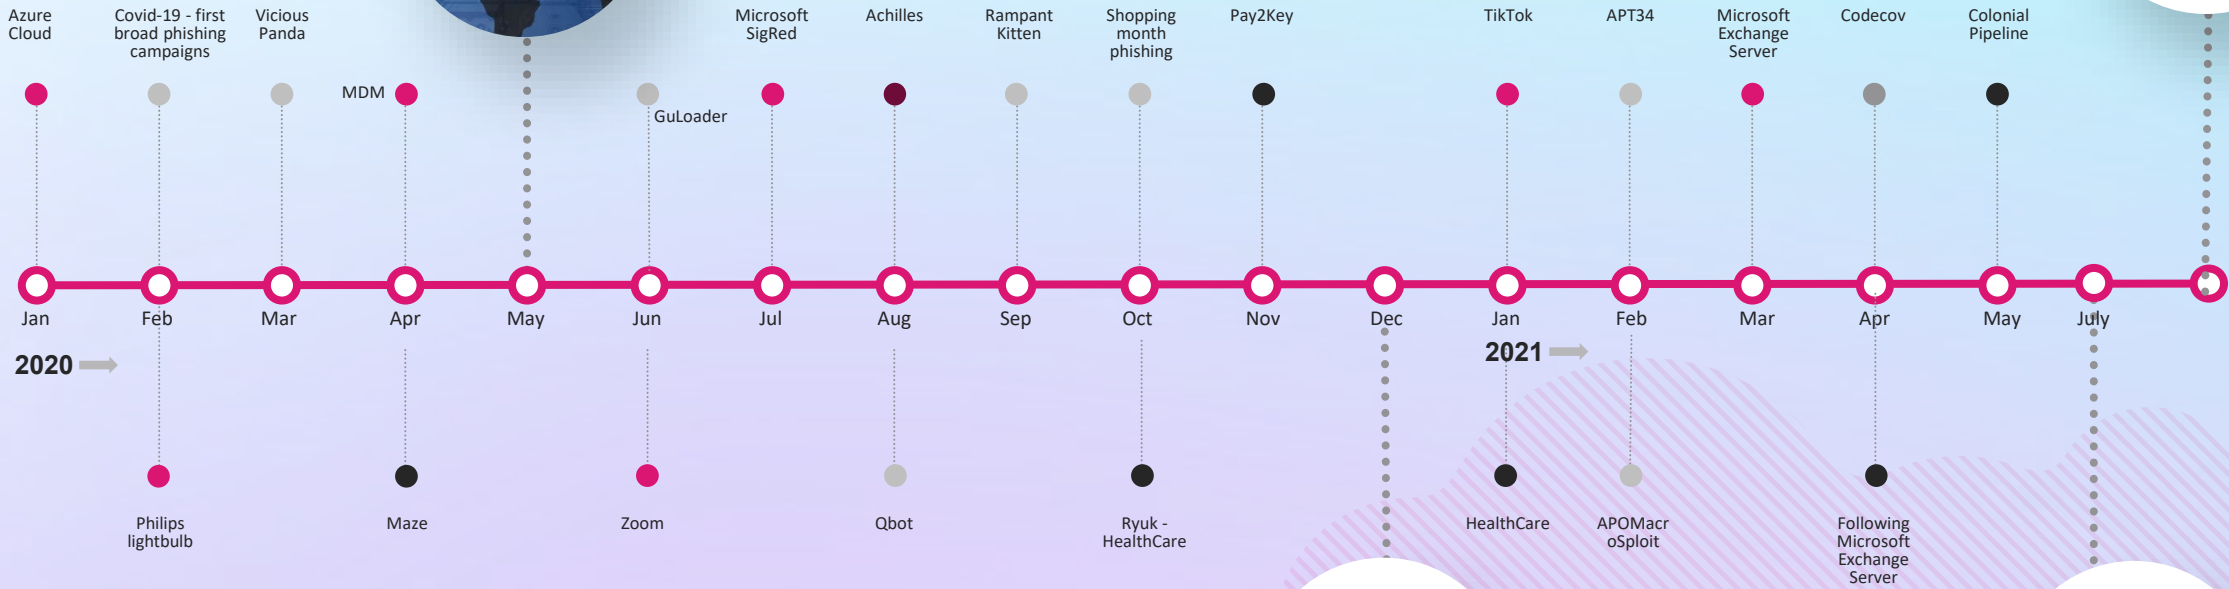 Azure
Cloud
Covid-19 - first
broad phishing
campaigns
Vicious
Panda
Microsoft
SigRed
Achilles
Rampant
Kitten
Shopping
month
phishing
Pay2Key
TikTok
APT34
Microsoft
Exchange
Server
Codecov
Colonial
Pipeline
MDM
GuLoader
Jan
Feb
Mar
Apr
May
Jun
Jul
Aug
Sep
Oct
Nov
Dec
Jan
Feb
Mar
Apr
May
July
2020
2021
Philips
lightbulb
Maze
Zoom
Qbot
Ryuk -
HealthCare
HealthCare
APOMacr
oSploit
Following
Microsoft
Exchange
Server